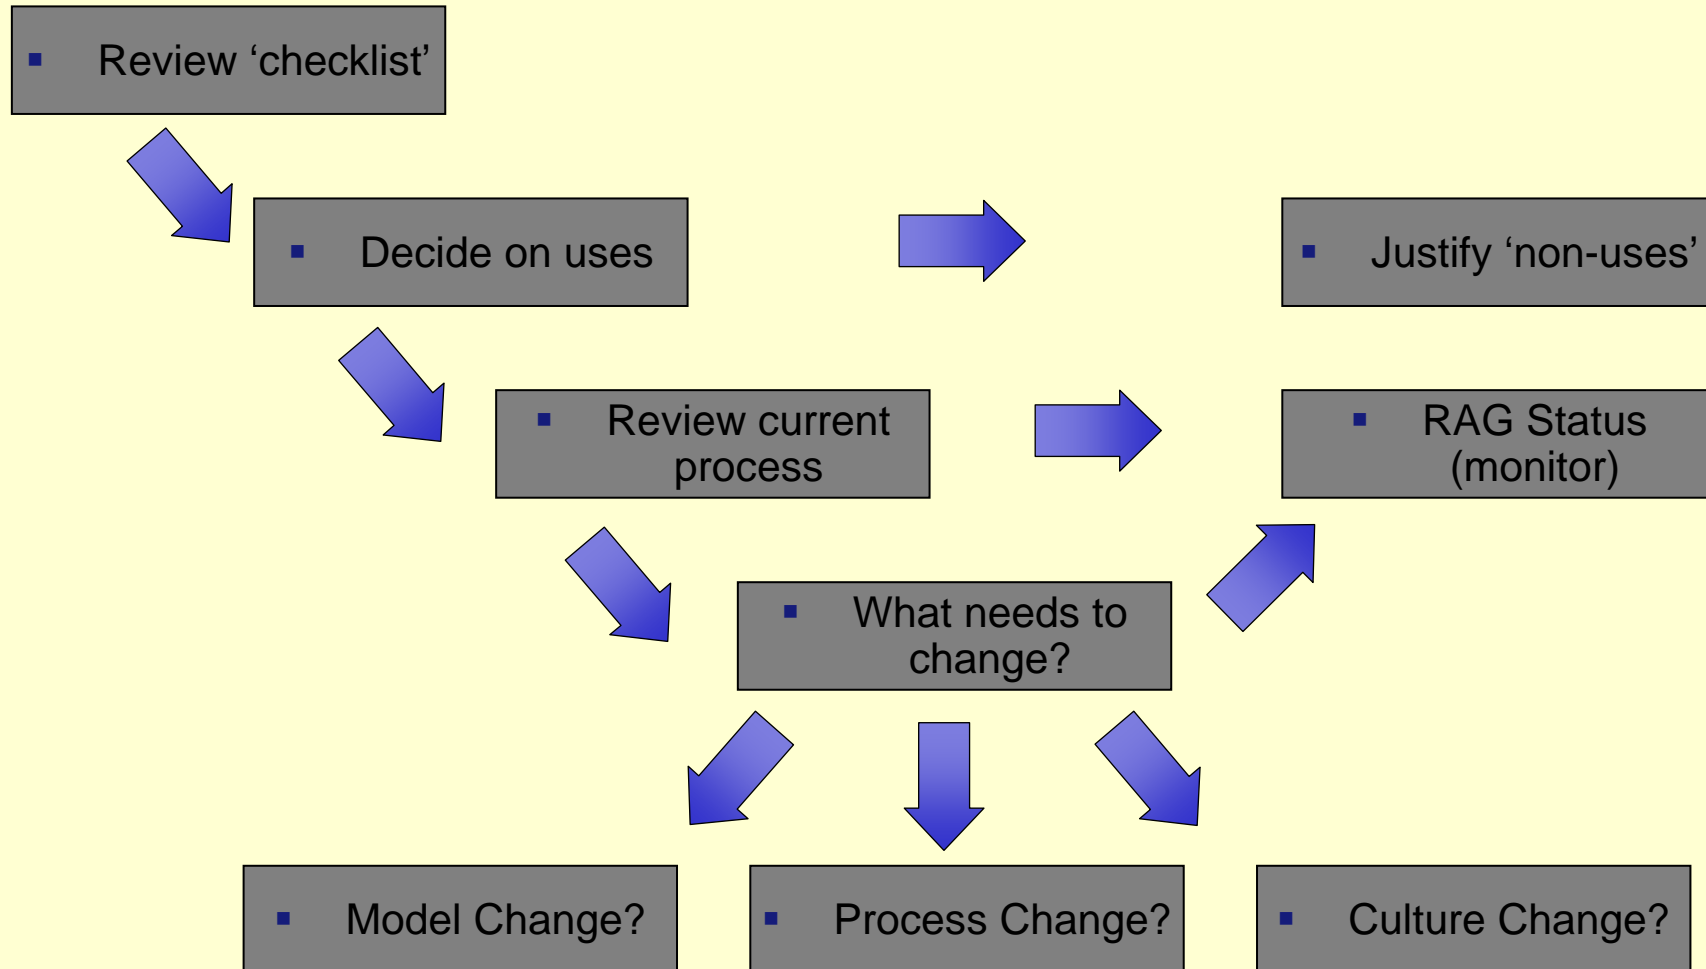 ▪ Review ‘checklist’
▪ Decide on uses
▪ Justify ‘non-uses’
▪ Review current
process
▪ RAG Status
(monitor)
▪ What needs to
change?
▪ Model Change?
▪ Process Change?
▪ Culture Change?